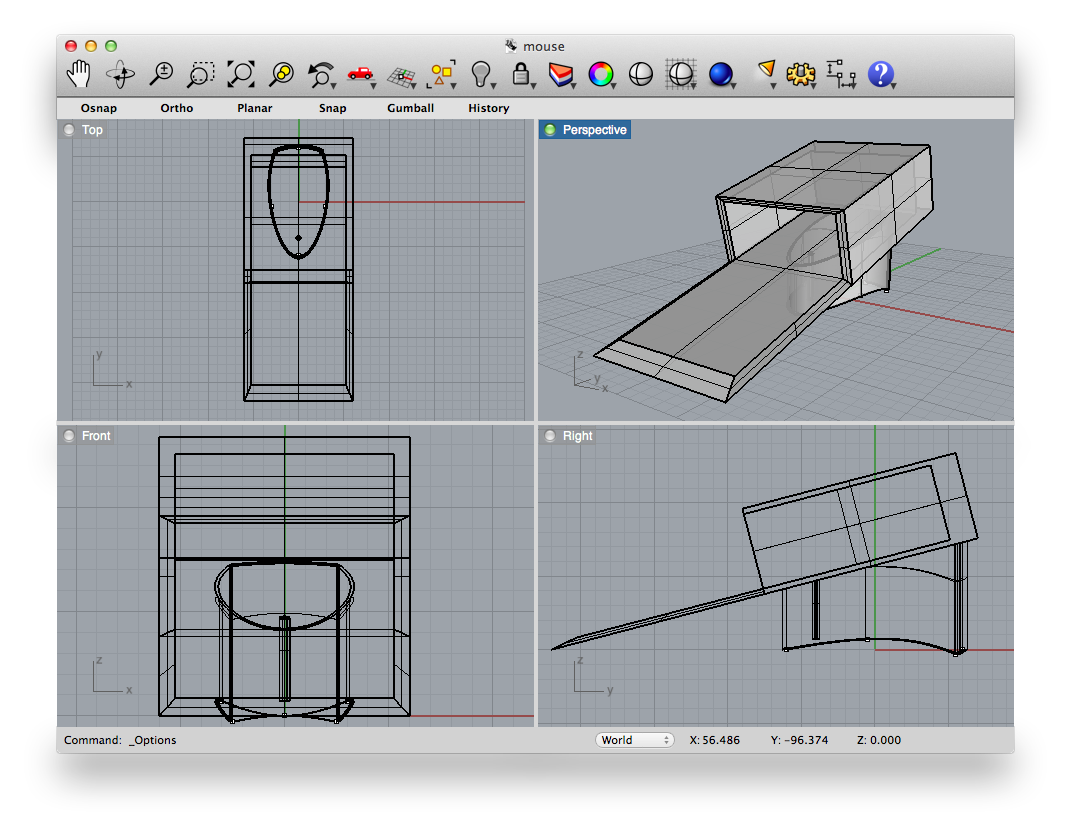 mouse
Osnap Ortho Planar Snap Gumball History
Top
Perspective
y
x
z
y
x
Front
Right
z
x
z
y
Command: _Options
World X: 56.486 Y: -96.374 Z: 0.000